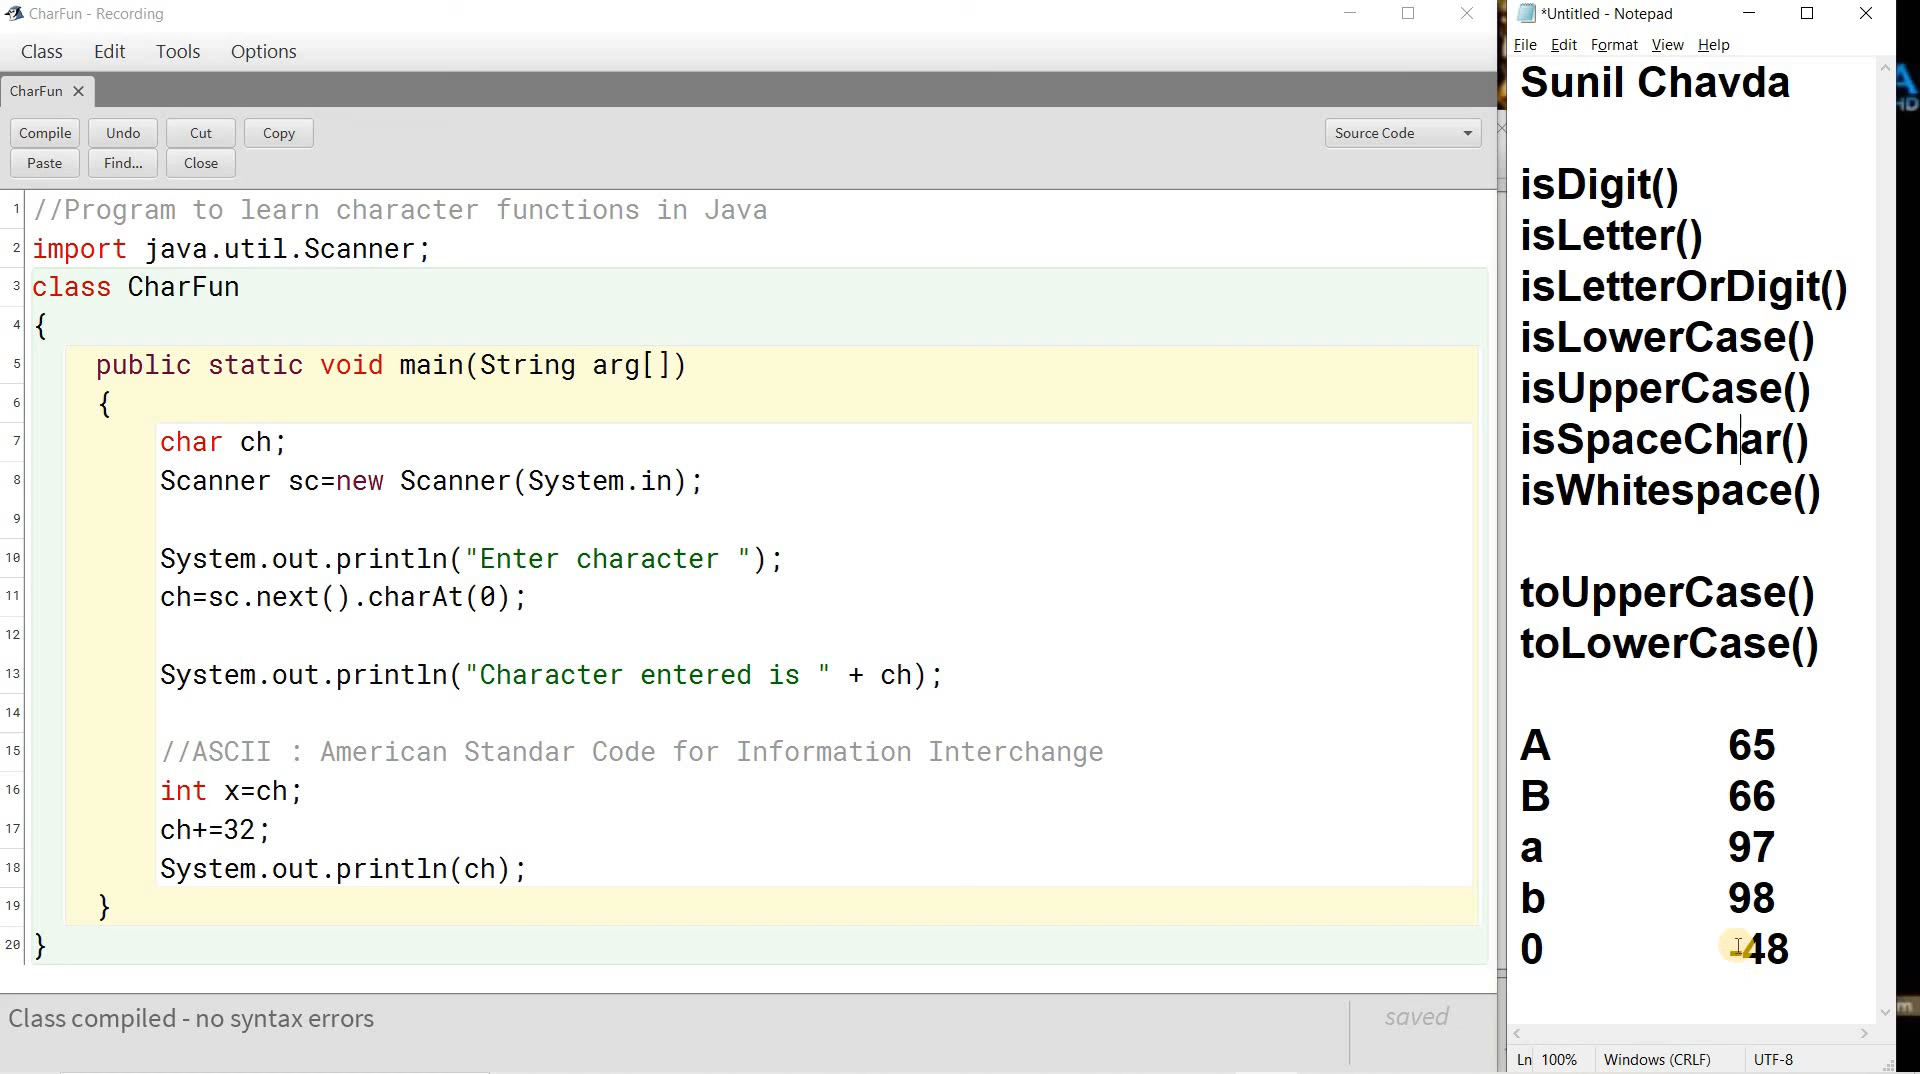 CharFun - Recording
Class Edit Tools Options
CharFun
Compile Undo Cut Copy
Source Code
Paste Find... Close
1 //Program to learn character functions in Java
2 import java.util.Scanner;
3 class CharFun
4 {
5 public static void main(String arg[])
6 {
7 char ch;
8 Scanner sc=new Scanner(System.in);
9
10 System.out.println("Enter character ");
11 ch=sc.next().charAt(0);
12
13 System.out.println("Character entered is " + ch);
14
15 //ASCII : American Standar Code for Information Interchange
16 int x=ch;
17 ch+=32;
18 System.out.println(ch);
19 }
20 }
Class compiled - no syntax errors
saved
*Untitled - Notepad
File Edit Format View Help
Sunil Chavda
isDigit()
isLetter()
isLetterOrDigit()
isLowerCase()
isUpperCase()
isSpaceChar()
isWhitespace()
toUpperCase()
toLowerCase()
A 65
B 66
a 97
b 98
0 -48
Ln 100% Windows (CRLF) UTF-8